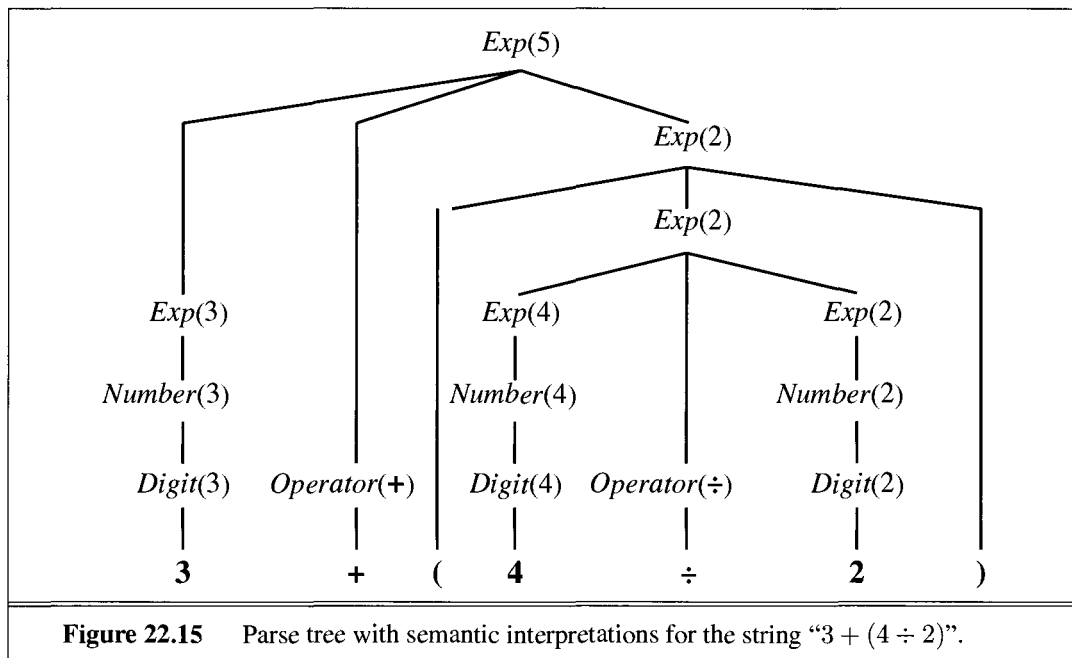 Exp(5)
Exp(2)
Exp(2)
Exp(3) Exp(4) Exp(2)
Number(3) Number(4) Number(2)
Digit(3) Operator(+) Digit(4) Operator(÷) Digit(2)
3 + ( 4 ÷ 2 )
Figure 22.15 Parse tree with semantic interpretations for the string “3 + (4 ÷ 2)”.